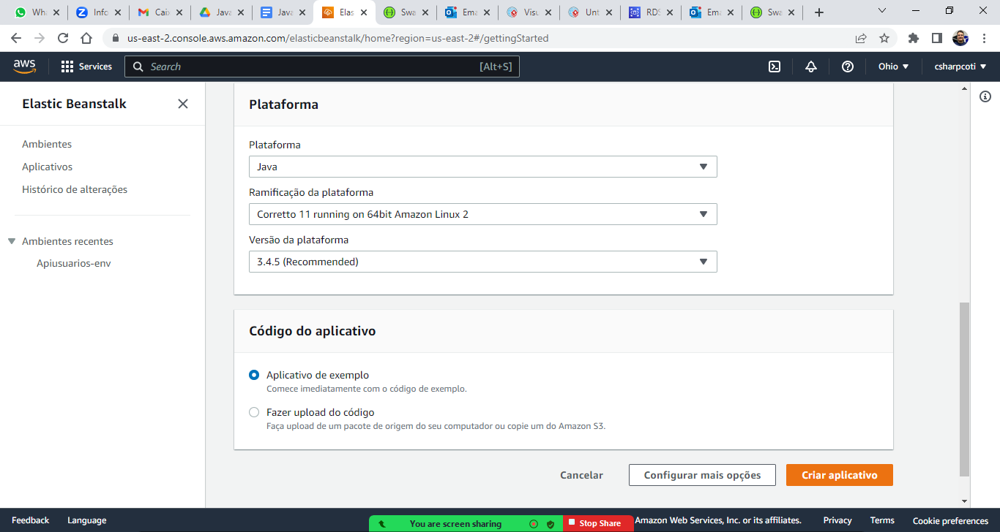 Wha
Info
Caix
Java
Java
Elas
Swa
Ema
Visu
Unt
RDS
Ema
Swa
us-east-2.console.aws.amazon.com/elasticbeanstalk/home?region=us-east-2#/gettingStarted
aws
Services
Search
[Alt+S]
Ohio
csharpcoti
Elastic Beanstalk
Ambientes
Aplicativos
Histórico de alterações
Ambientes recentes
Apiusuarios-env
Plataforma
Plataforma
Java
Ramificação da plataforma
Corretto 11 running on 64bit Amazon Linux 2
Versão da plataforma
3.4.5 (Recommended)
Código do aplicativo
Aplicativo de exemplo
Comece imediatamente com o código de exemplo.
Fazer upload do código
Faça upload de um pacote de origem do seu computador ou copie um do Amazon S3.
Cancelar
Configurar mais opções
Criar aplicativo
Feedback
Language
You are screen sharing
Stop Share
Amazon Web Services, Inc. or its affiliates.
Privacy
Terms
Cookie preferences